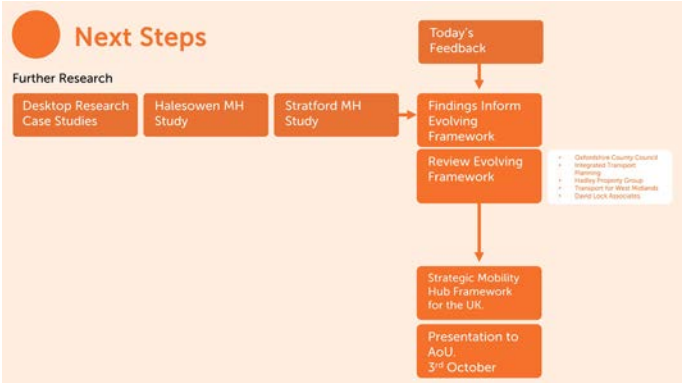 Next Steps
Today's
Feedback
Further Research
Desktop Research
Case Studies
Halesowen MH
Study
Stratford MH
Study
Findings Inform
Evolving
Framework
Review Evolving
Framework
• Oxfordshire County Council
• Integrated Transport
Planning
• Hadley Property Group
• Transport for West Midlands
• David Lock Associates
Strategic Mobility
Hub Framework
for the UK.
Presentation to
AoU.
3rd October